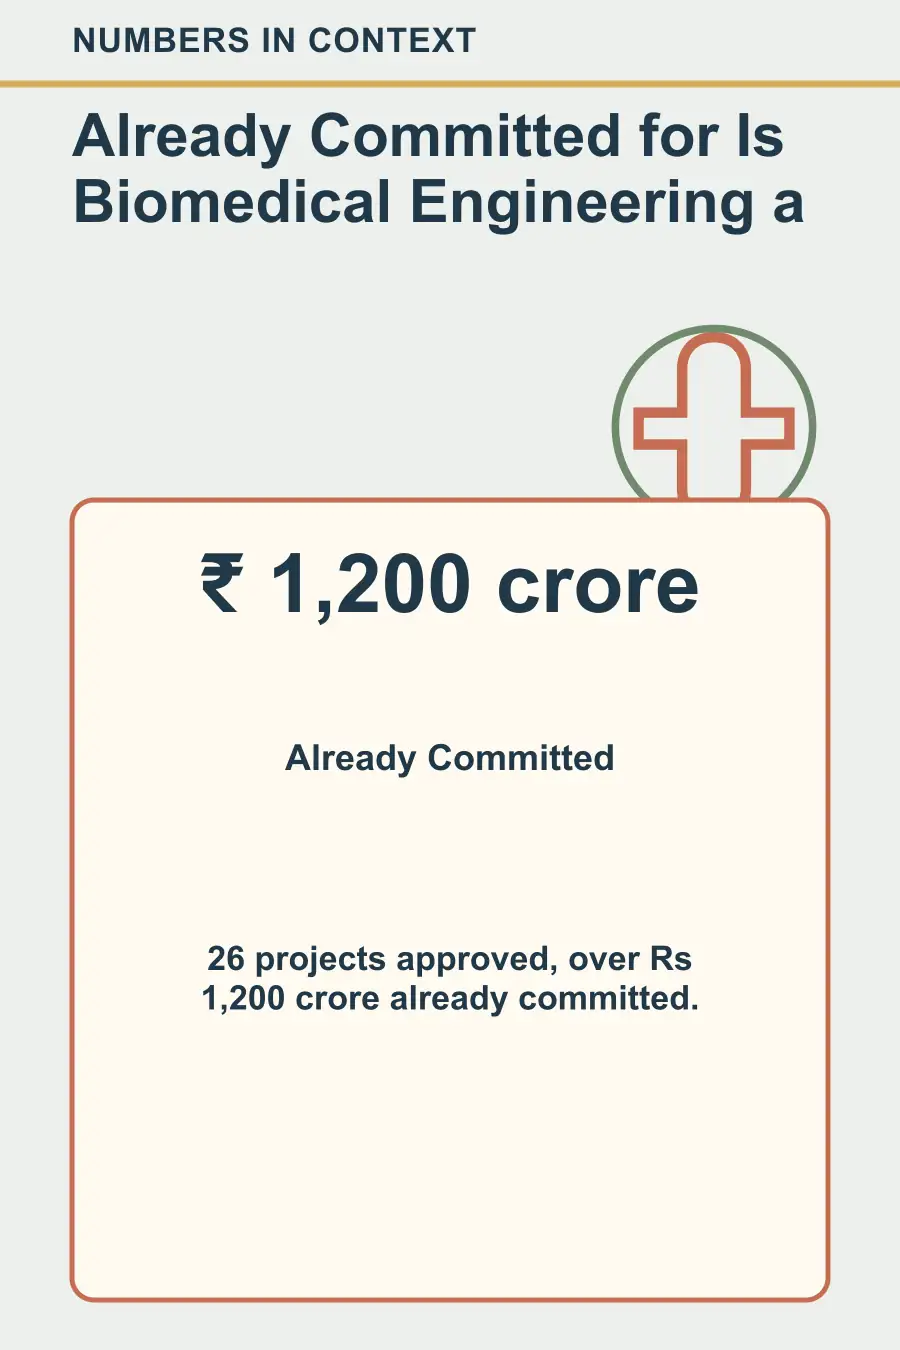 NUMBERS IN CONTEXT
Already Committed for Is
Biomedical Engineering a
₹ 1,200 crore
Already Committed
26 projects approved, over Rs
1,200 crore already committed.